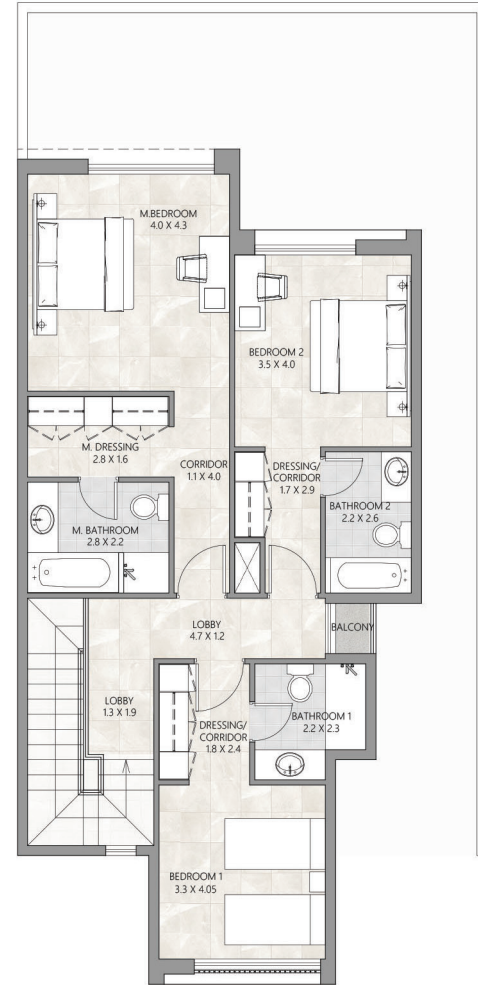 M.BEDROOM
4.0 X 4.3
BEDROOM 2
3.5 X 4.0
M. DRESSING
2.8 X 1.6
CORRIDOR
1.1 X 4.0
DRESSING/
CORRIDOR
1.7 X 2.9
BATHROOM 2
2.2 X 2.6
M. BATHROOM
2.8 X 2.2
LOBBY
4.7 X 1.2
BALCONY
LOBBY
1.3 X 1.9
DRESSING/
CORRIDOR
1.8 X 2.4
BATHROOM 1
2.2 X 2.3
BEDROOM 1
3.3 X 4.05